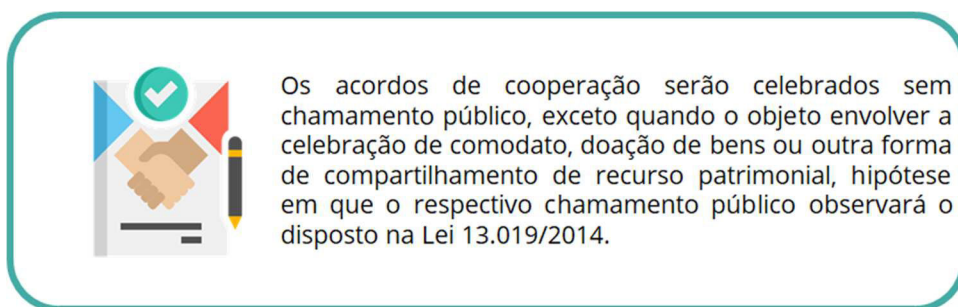 Os acordos de cooperação serão celebrados sem
chamamento público, exceto quando o objeto envolver a
celebração de comodato, doação de bens ou outra forma
de compartilhamento de recurso patrimonial, hipótese
em que o respectivo chamamento público observará o
disposto na Lei 13.019/2014.